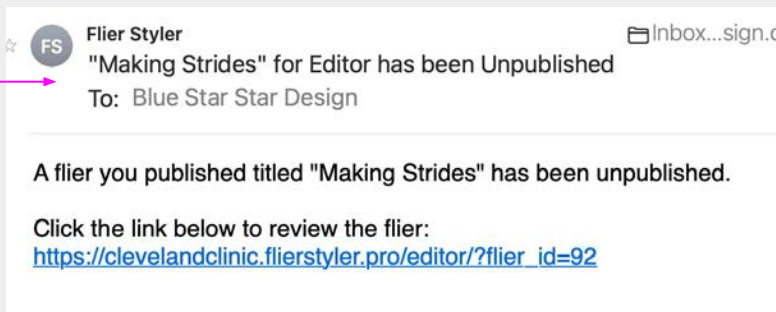 FS
Flier Styler
Inbox...sign.c
"Making Strides" for Editor has been Unpublished
To: Blue Star Star Design
A flier you published titled "Making Strides" has been unpublished.
Click the link below to review the flier:
https://clevelandclinic.flierstyler.pro/editor/?flier_id=92